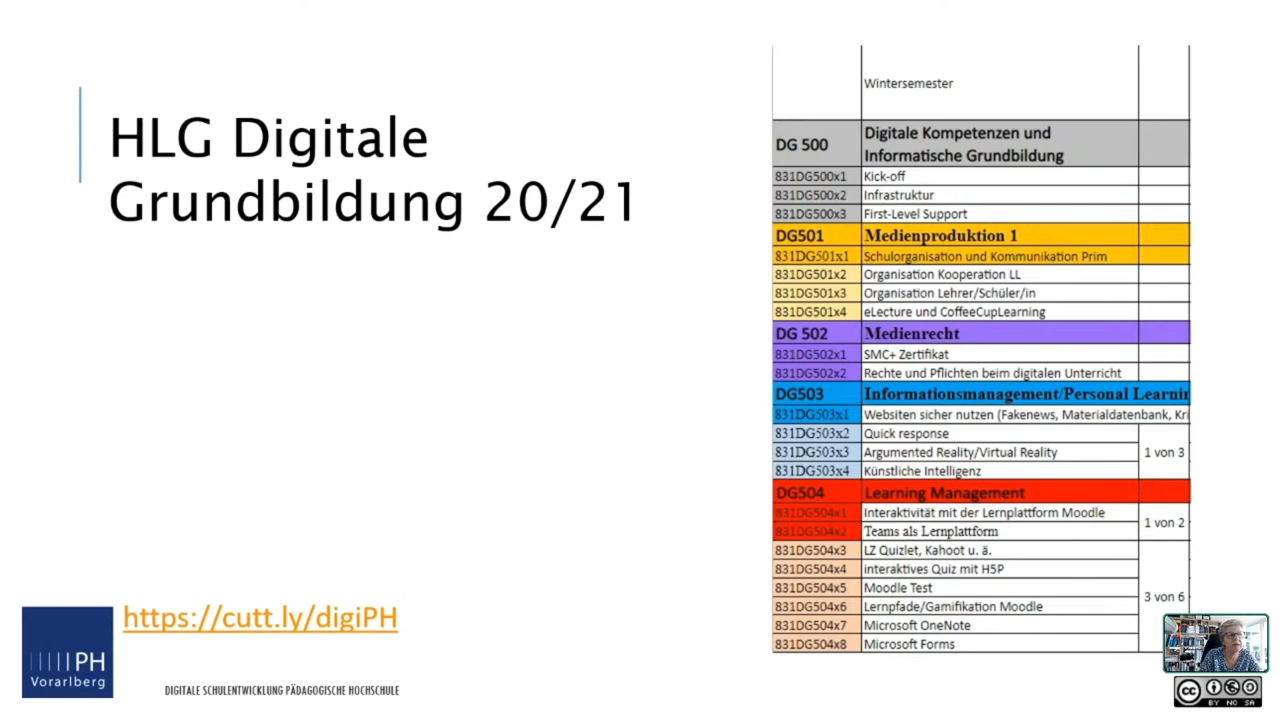 HLG Digitale
Grundbildung 20/21
Wintersemester
DG 500 Digitale Kompetenzen und
Informatische Grundbildung
831DG500x1 Kick-off
831DG500x2 Infrastruktur
831DG500x3 First-Level Support
DG501 Medienproduktion 1
831DG501x1 Schulorganisation und Kommunikation Prim
831DG501x2 Organisation Kooperation LL
831DG501x3 Organisation Lehrer/Schüler/in
831DG501x4 eLecture und CoffeeCupLearning
DG 502 Medienrecht
831DG502x1 SMC+ Zertifikat
831DG502x2 Rechte und Pflichten beim digitalen Unterricht
DG503 Informationsmanagement/Personal Learnin
831DG503x1 Websiten sicher nutzen (Fakenews, Materialdatenbank, Kri
831DG503x2 Quick response
831DG503x3 Argumented Reality/Virtual Reality 1 von 3
831DG503x4 Künstliche Intelligenz
DG504 Learning Management
831DG504x1 Interaktivität mit der Lernplattform Moodle 1 von 2
831DG504x2 Teams als Lernplattform
831DG504x3 LZ Quizlet, Kahoot u. ä.
831DG504x4 interaktives Quiz mit H5P
831DG504x5 Moodle Test 3 von 6
831DG504x6 Lernpfade/Gamifikation Moodle
831DG504x7 Microsoft OneNote
831DG504x8 Microsoft Forms
https://cutt.ly/digiPH
PH
Vorarlberg
DIGITALE SCHULENTWICKLUNG PÄDAGOGISCHE HOCHSCHULE
cc
BY NC SA